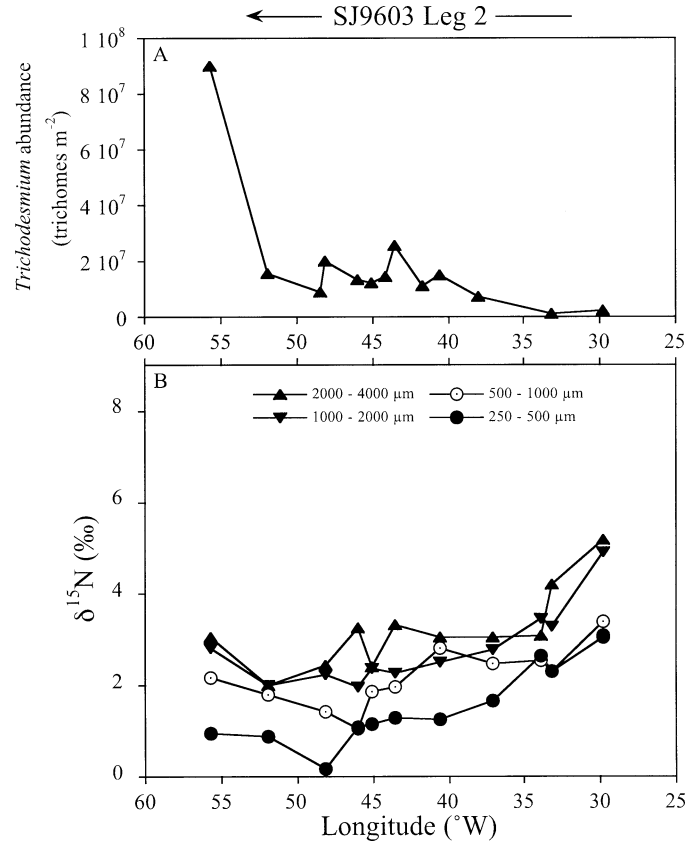 SJ9603 Leg 2
A
Trichodesmium abundance
(trichomes m⁻²)
1 10⁸
8 10⁷
6 10⁷
4 10⁷
2 10⁷
0
60 55 50 45 40 35 30 25
B
2000 - 4000 µm
500 - 1000 µm
1000 - 2000 µm
250 - 500 µm
δ¹⁵N (‰)
8
6
4
2
0
60 55 50 45 40 35 30 25
Longitude (°W)